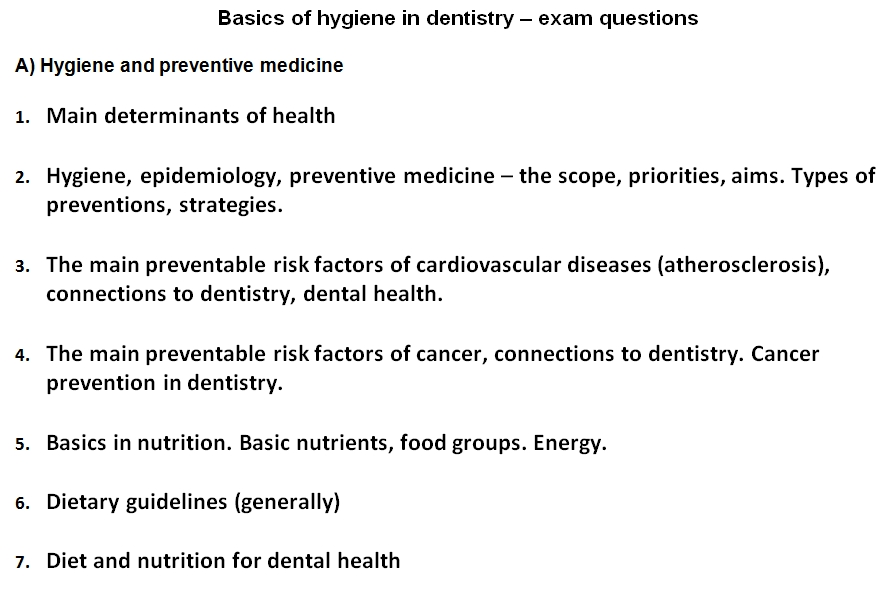 Basics of hygiene in dentistry – exam questions
A) Hygiene and preventive medicine
1. Main determinants of health
2. Hygiene, epidemiology, preventive medicine – the scope, priorities, aims. Types of
preventions, strategies.
3. The main preventable risk factors of cardiovascular diseases (atherosclerosis),
connections to dentistry, dental health.
4. The main preventable risk factors of cancer, connections to dentistry. Cancer
prevention in dentistry.
5. Basics in nutrition. Basic nutrients, food groups. Energy.
6. Dietary guidelines (generally)
7. Diet and nutrition for dental health